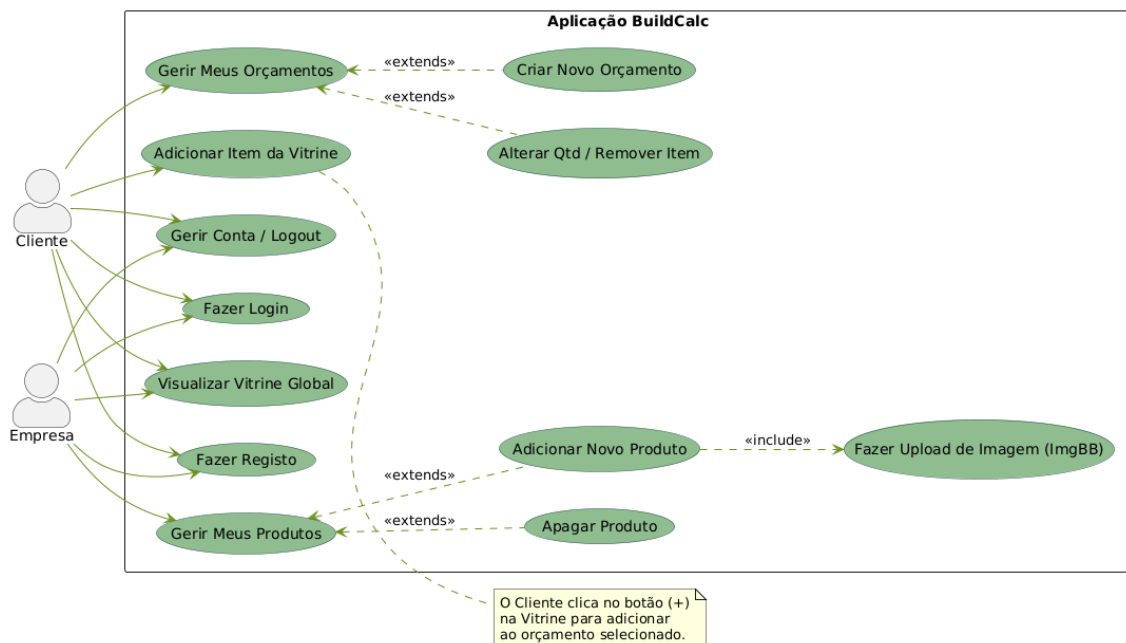 Aplicação BuildCalc
Gerir Meus Orçamentos
«extends»
Criar Novo Orçamento
«extends»
Adicionar Item da Vitrine
Alterar Qtd / Remover Item
Cliente
Gerir Conta / Logout
Fazer Login
Visualizar Vitrine Global
Empresa
Fazer Registo
«extends»
Adicionar Novo Produto
«include»
Fazer Upload de Imagem (ImgBB)
Gerir Meus Produtos
«extends»
Apagar Produto
O Cliente clica no botão (+)
na Vitrine para adicionar
ao orçamento selecionado.